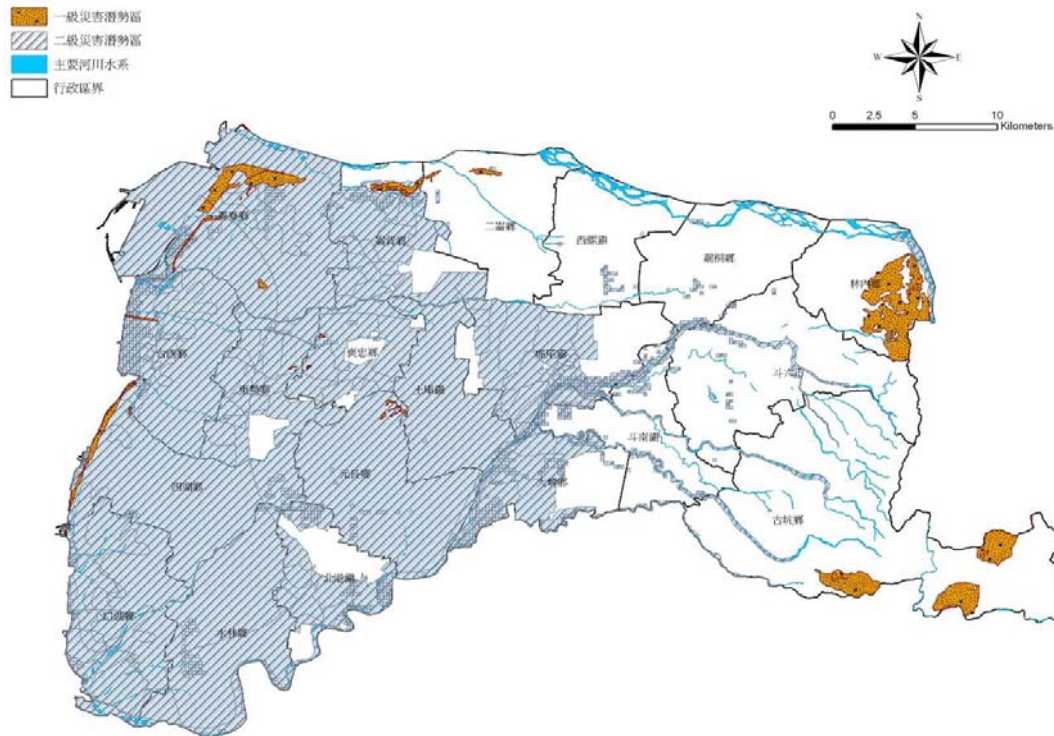 一級災害潛勢區
二級災害潛勢區
主要河川水系
行政區界
N
W E
S
0 2.5 5 10
Kilometers
麥寮鄉
崙背鄉
二崙鄉
西螺鎮
莿桐鄉
林內鄉
台西鄉
東勢鄉
褒忠鄉
土庫鎮
虎尾鎮
斗六市
斗南鎮
四湖鄉
元長鄉
大埤鄉
古坑鄉
北港鎮
口湖鄉
水林鄉